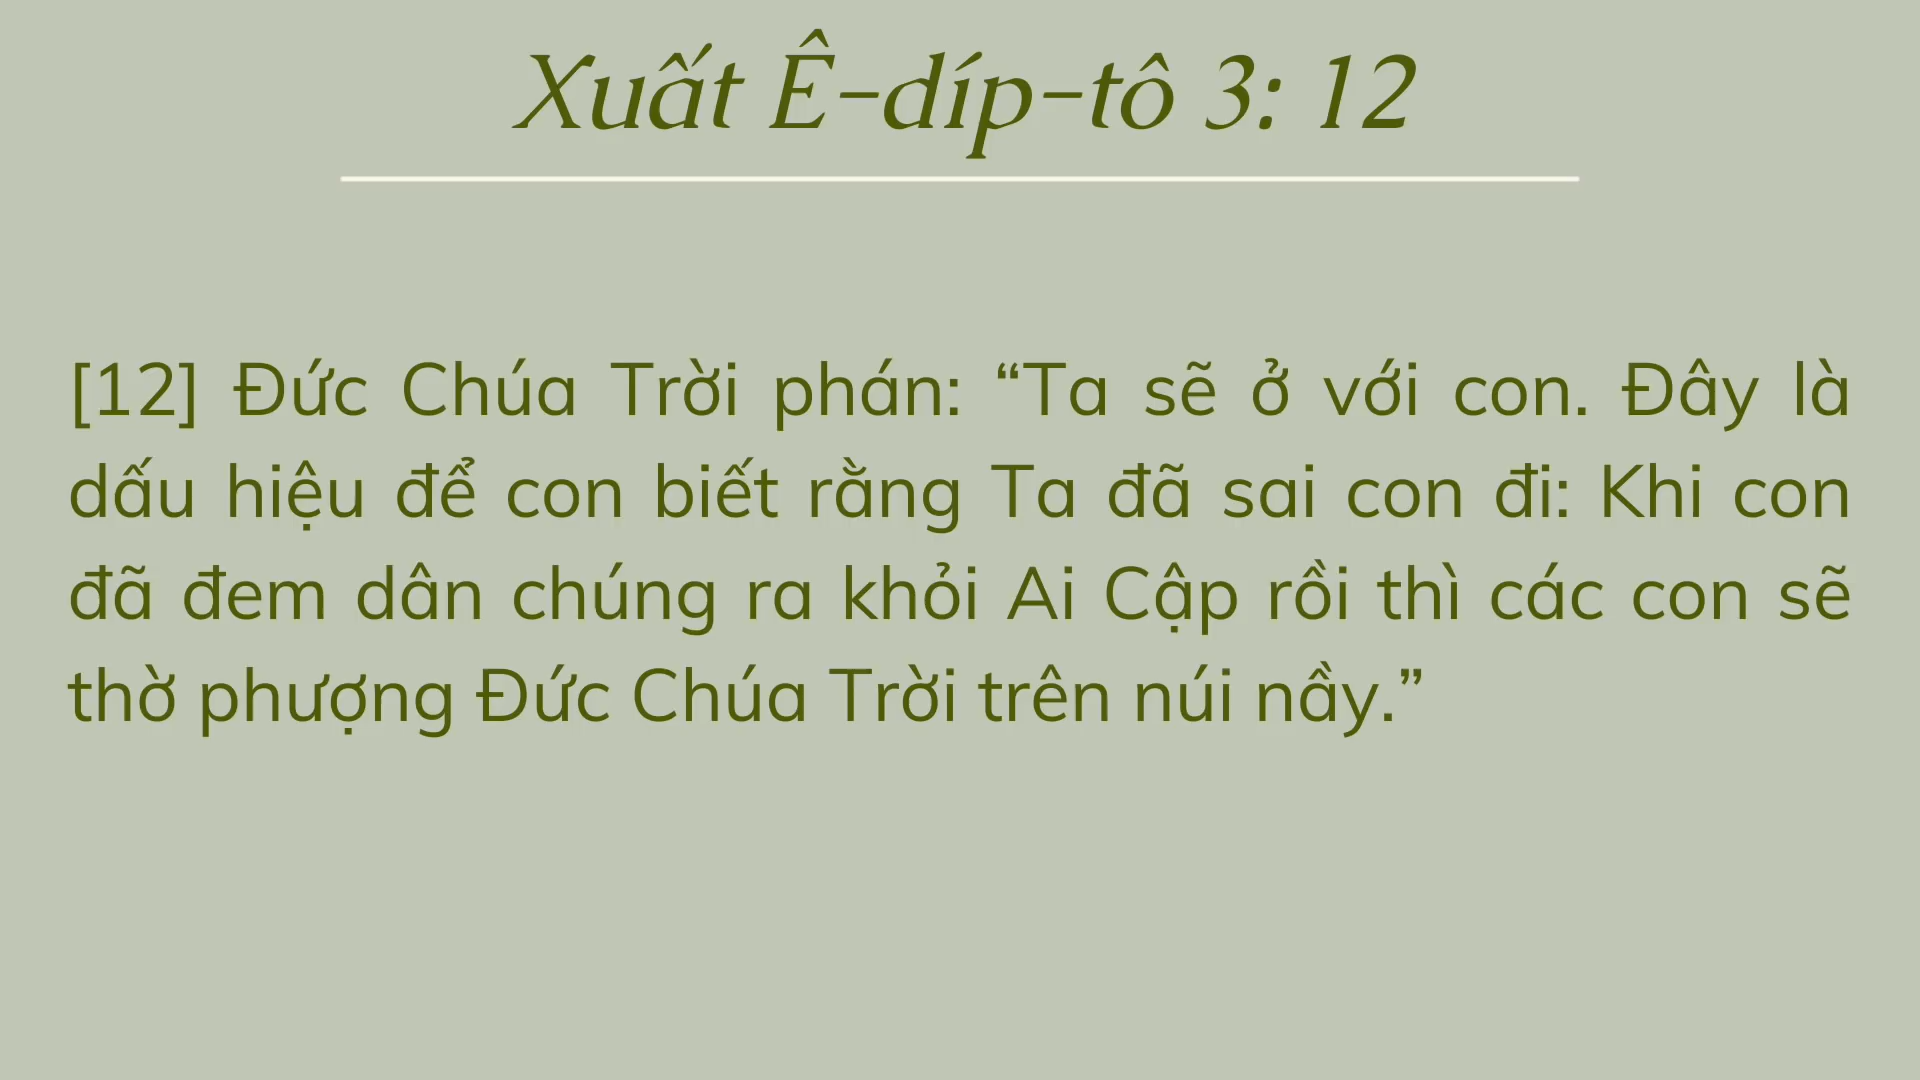 Xuất Ê-díp-tô 3: 12
[12] Đức Chúa Trời phán: “Ta sẽ ở với con. Đây là
dấu hiệu để con biết rằng Ta đã sai con đi: Khi con
đã đem dân chúng ra khỏi Ai Cập rồi thì các con sẽ
thờ phượng Đức Chúa Trời trên núi nầy.”